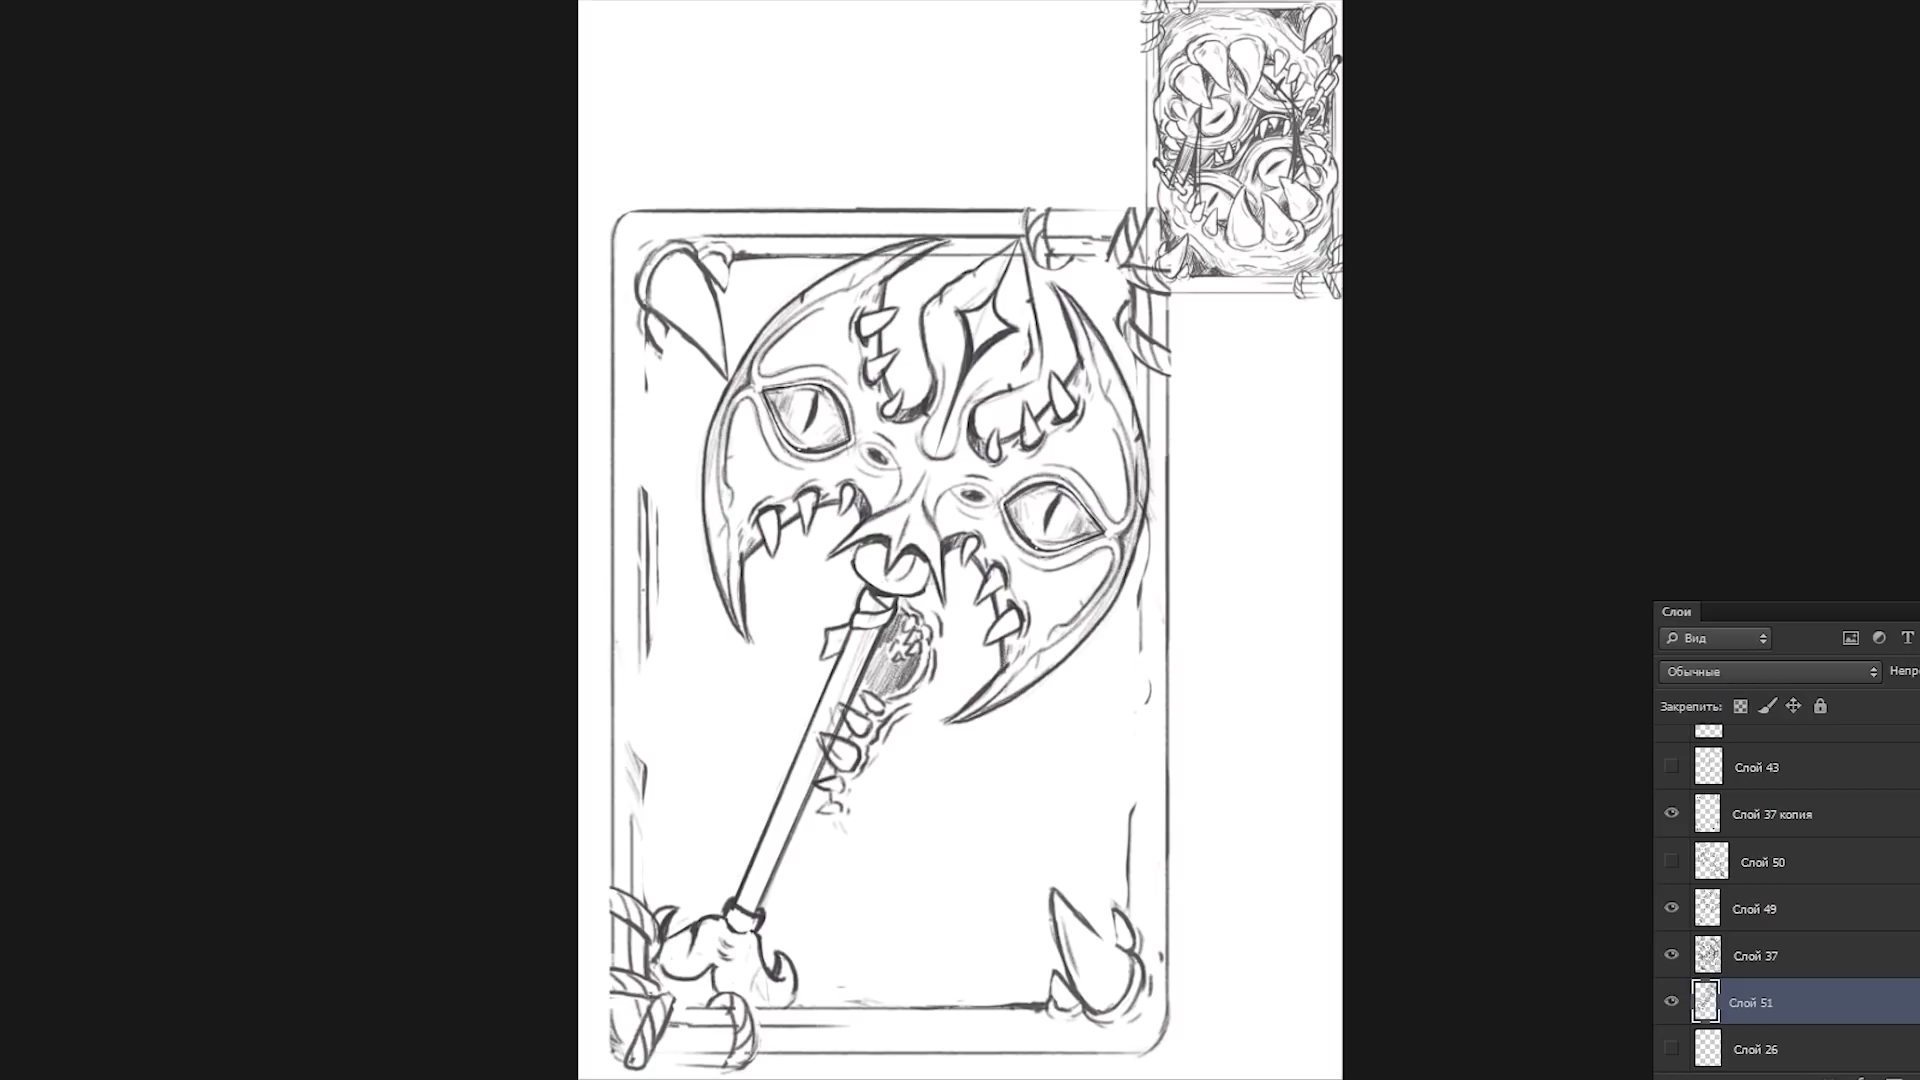 Слои
Вид
T
Обычные
Непро
Закрепить:
Слой 43
Слой 37 копия
Слой 50
Слой 49
Слой 37
Слой 51
Слой 26